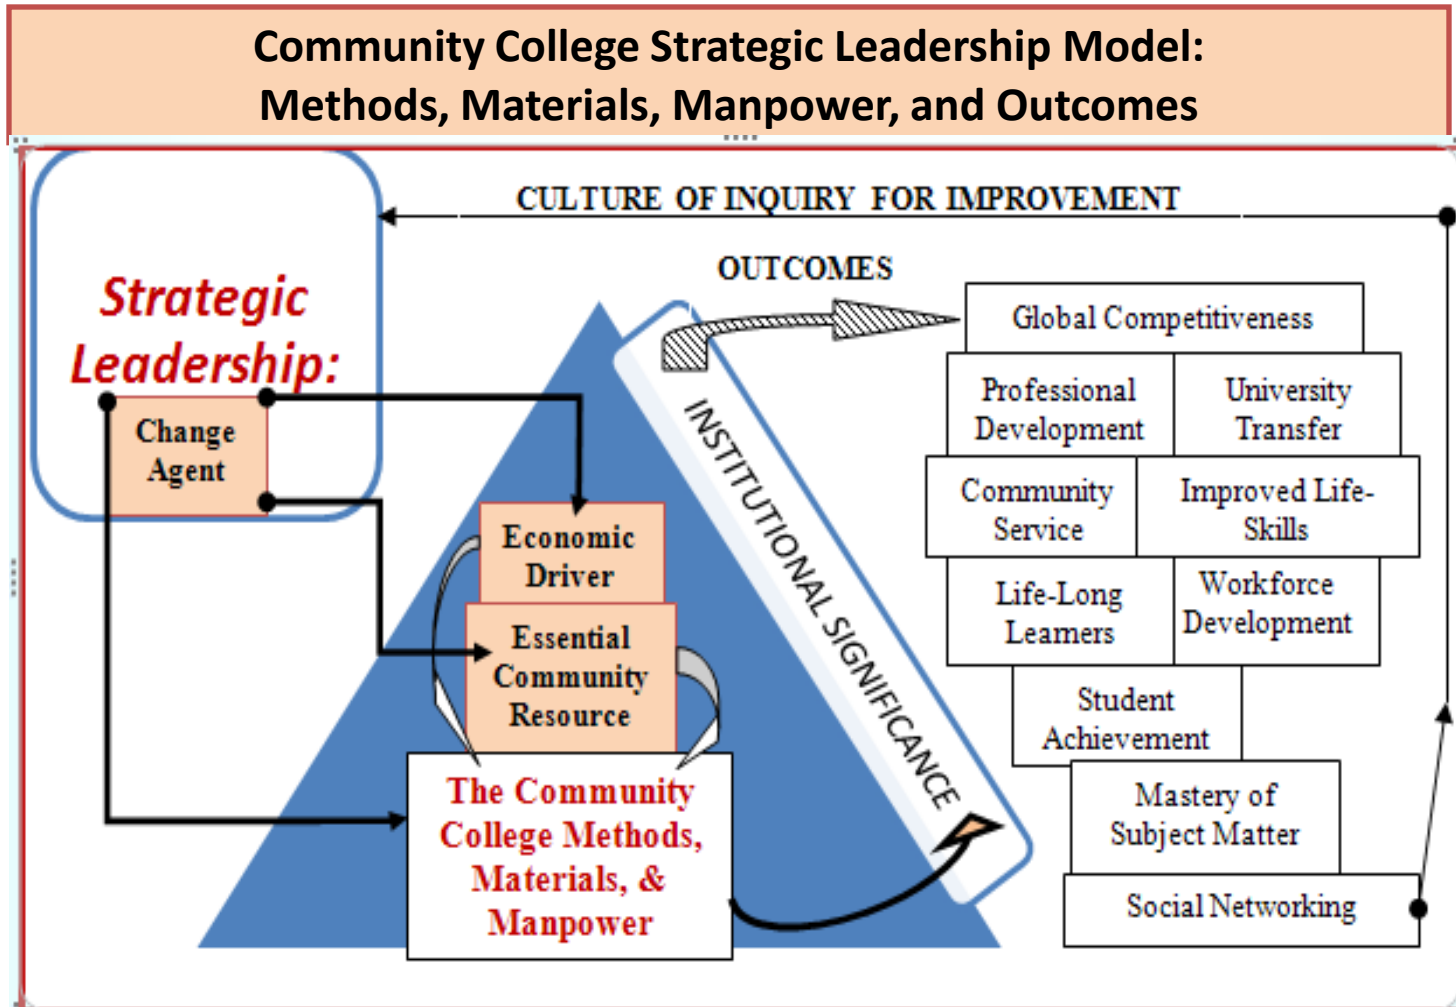 Community College Strategic Leadership Model:
Methods, Materials, Manpower, and Outcomes
CULTURE OF INQUIRY FOR IMPROVEMENT
OUTCOMES
Strategic
Leadership:
Change
Agent
Economic
Driver
Essential
Community
Resource
The Community
College Methods,
Materials, &
Manpower
INSTITUTIONAL SIGNIFICANCE
Global Competitiveness
Professional
Development
University
Transfer
Community
Service
Improved Life-
Skills
Life-Long
Learners
Workforce
Development
Student
Achievement
Mastery of
Subject Matter
Social Networking